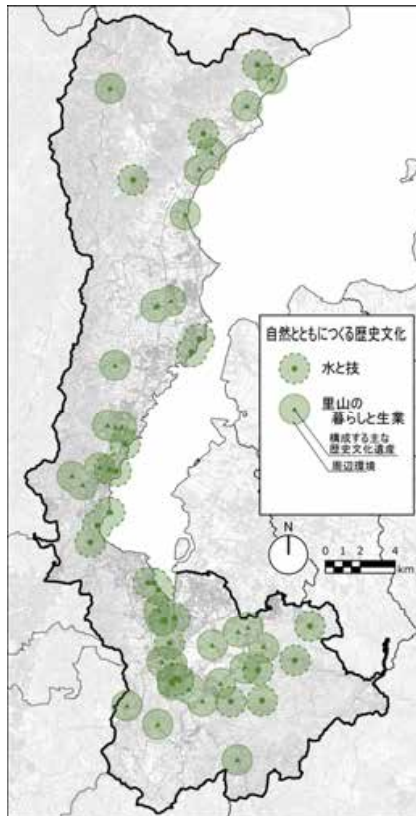 自然とともにつくる歴史文化
水と技
里山の
暮らしと生業
構成する主な
歴史文化遺産
周辺環境
N
0 1 2 4
km